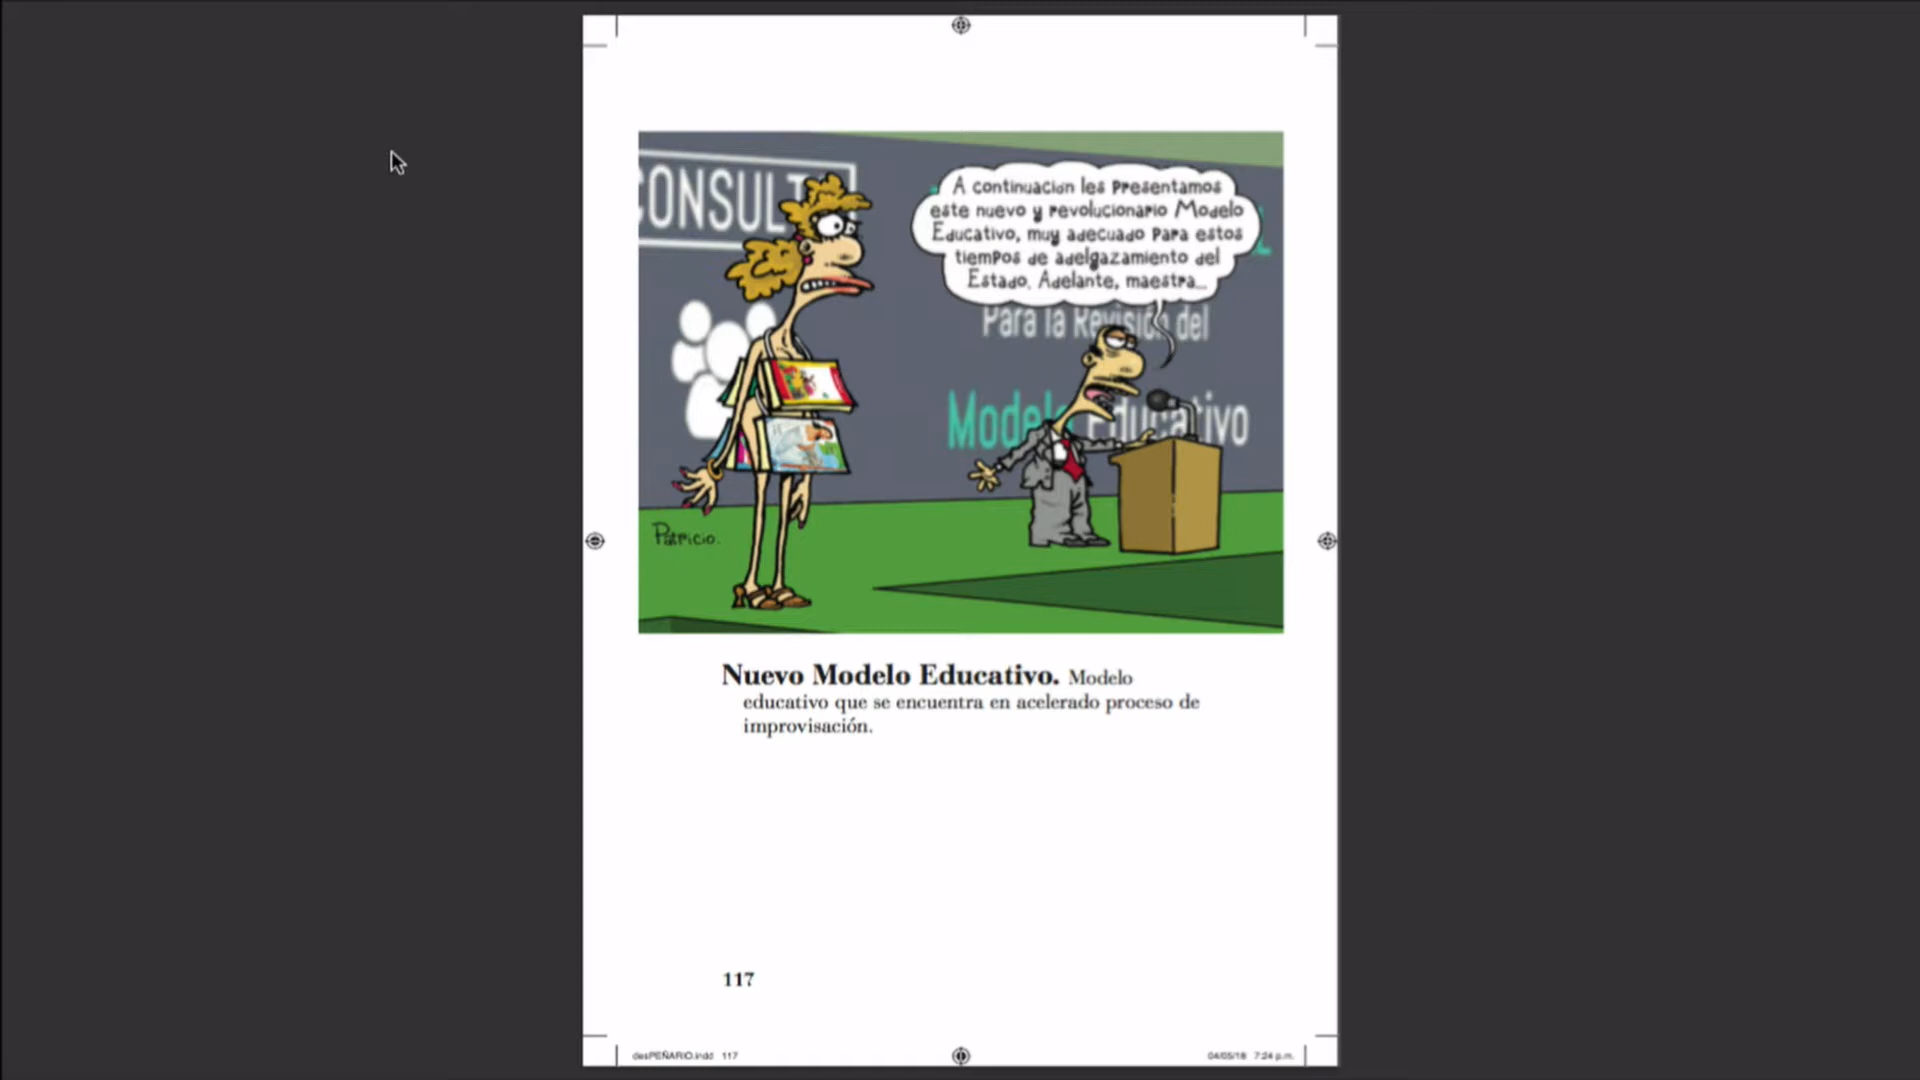 CONSULT
A continuación les Presentamos
este nuevo y revolucionario Modelo
Educativo, muy adecuado Para estos
tiemPos de adelgazamiento del
Estado. Adelante, maestra...
Para la Revisión del
Modelo Educativo
Patricio.
Nuevo Modelo Educativo. Modelo
educativo que se encuentra en acelerado proceso de
improvisación.
117
desPEÑARIO.indd 117
04/05/18 7:24 p.m.